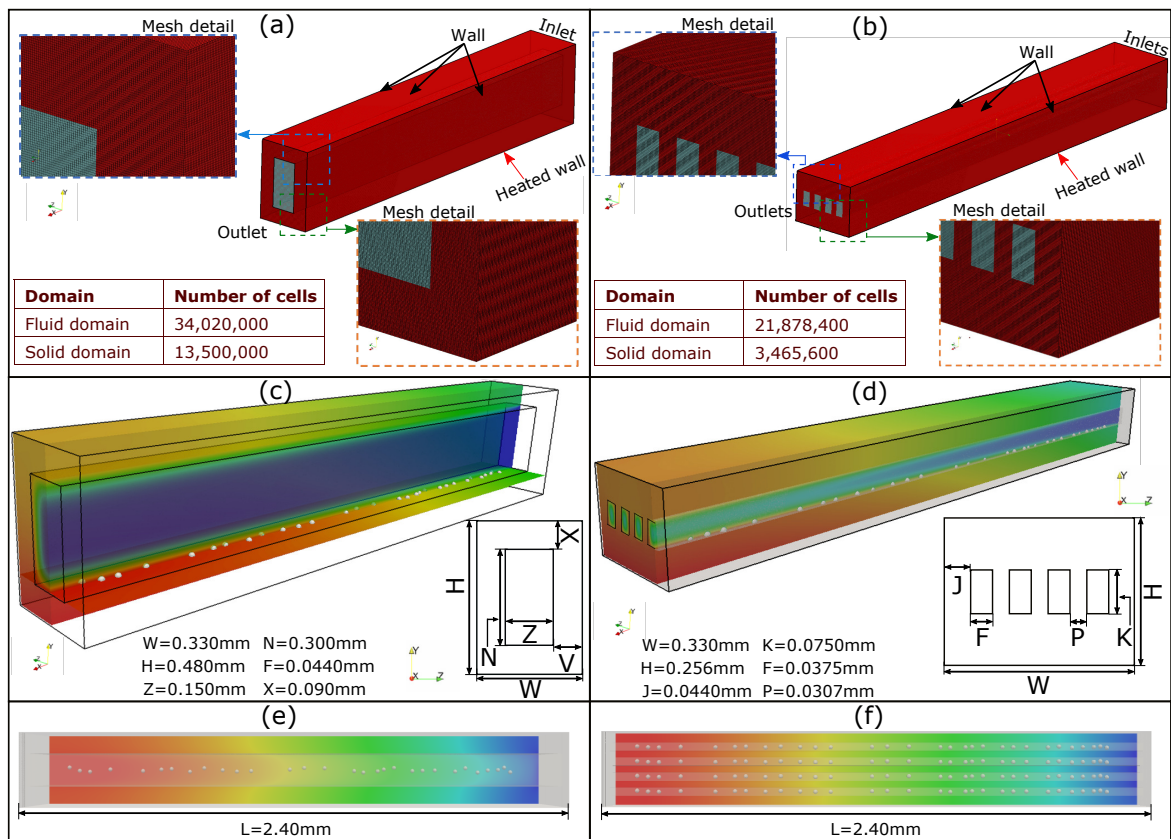 (a)
Mesh detail
Inlet
Wall
Heated wall
Outlet
Mesh detail
Domain Number of cells
Fluid domain 34,020,000
Solid domain 13,500,000
(b)
Mesh detail
Inlets
Wall
Heated wall
Outlets
Mesh detail
Domain Number of cells
Fluid domain 21,878,400
Solid domain 3,465,600
(c)
X
H
Z
N
V
W
W=0.330mm N=0.300mm
H=0.480mm F=0.0440mm
Z=0.150mm X=0.090mm
Y
X Z
(d)
Y
X Z
J
H
F
P
K
W
W=0.330mm K=0.0750mm
H=0.256mm F=0.0375mm
J=0.0440mm P=0.0307mm
(e)
L=2.40mm
(f)
L=2.40mm